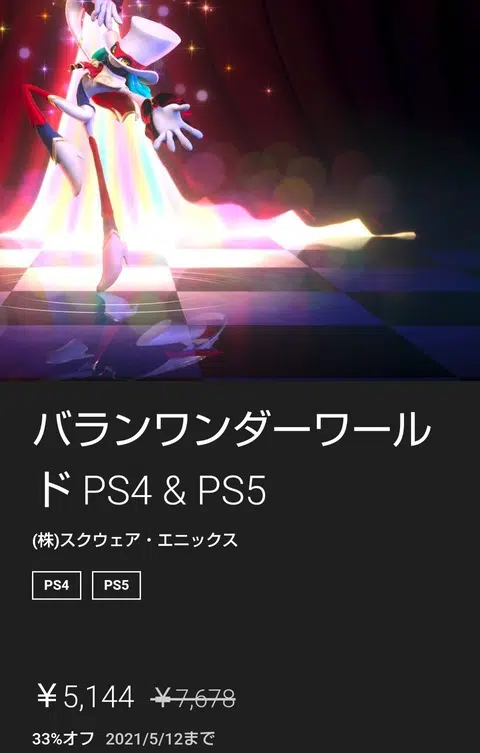 バランワンダーワール
ド PS4 & PS5
(株)スクウェア・エニックス
PS4 PS5
¥5,144 ¥7,678
33%オフ 2021/5/12まで